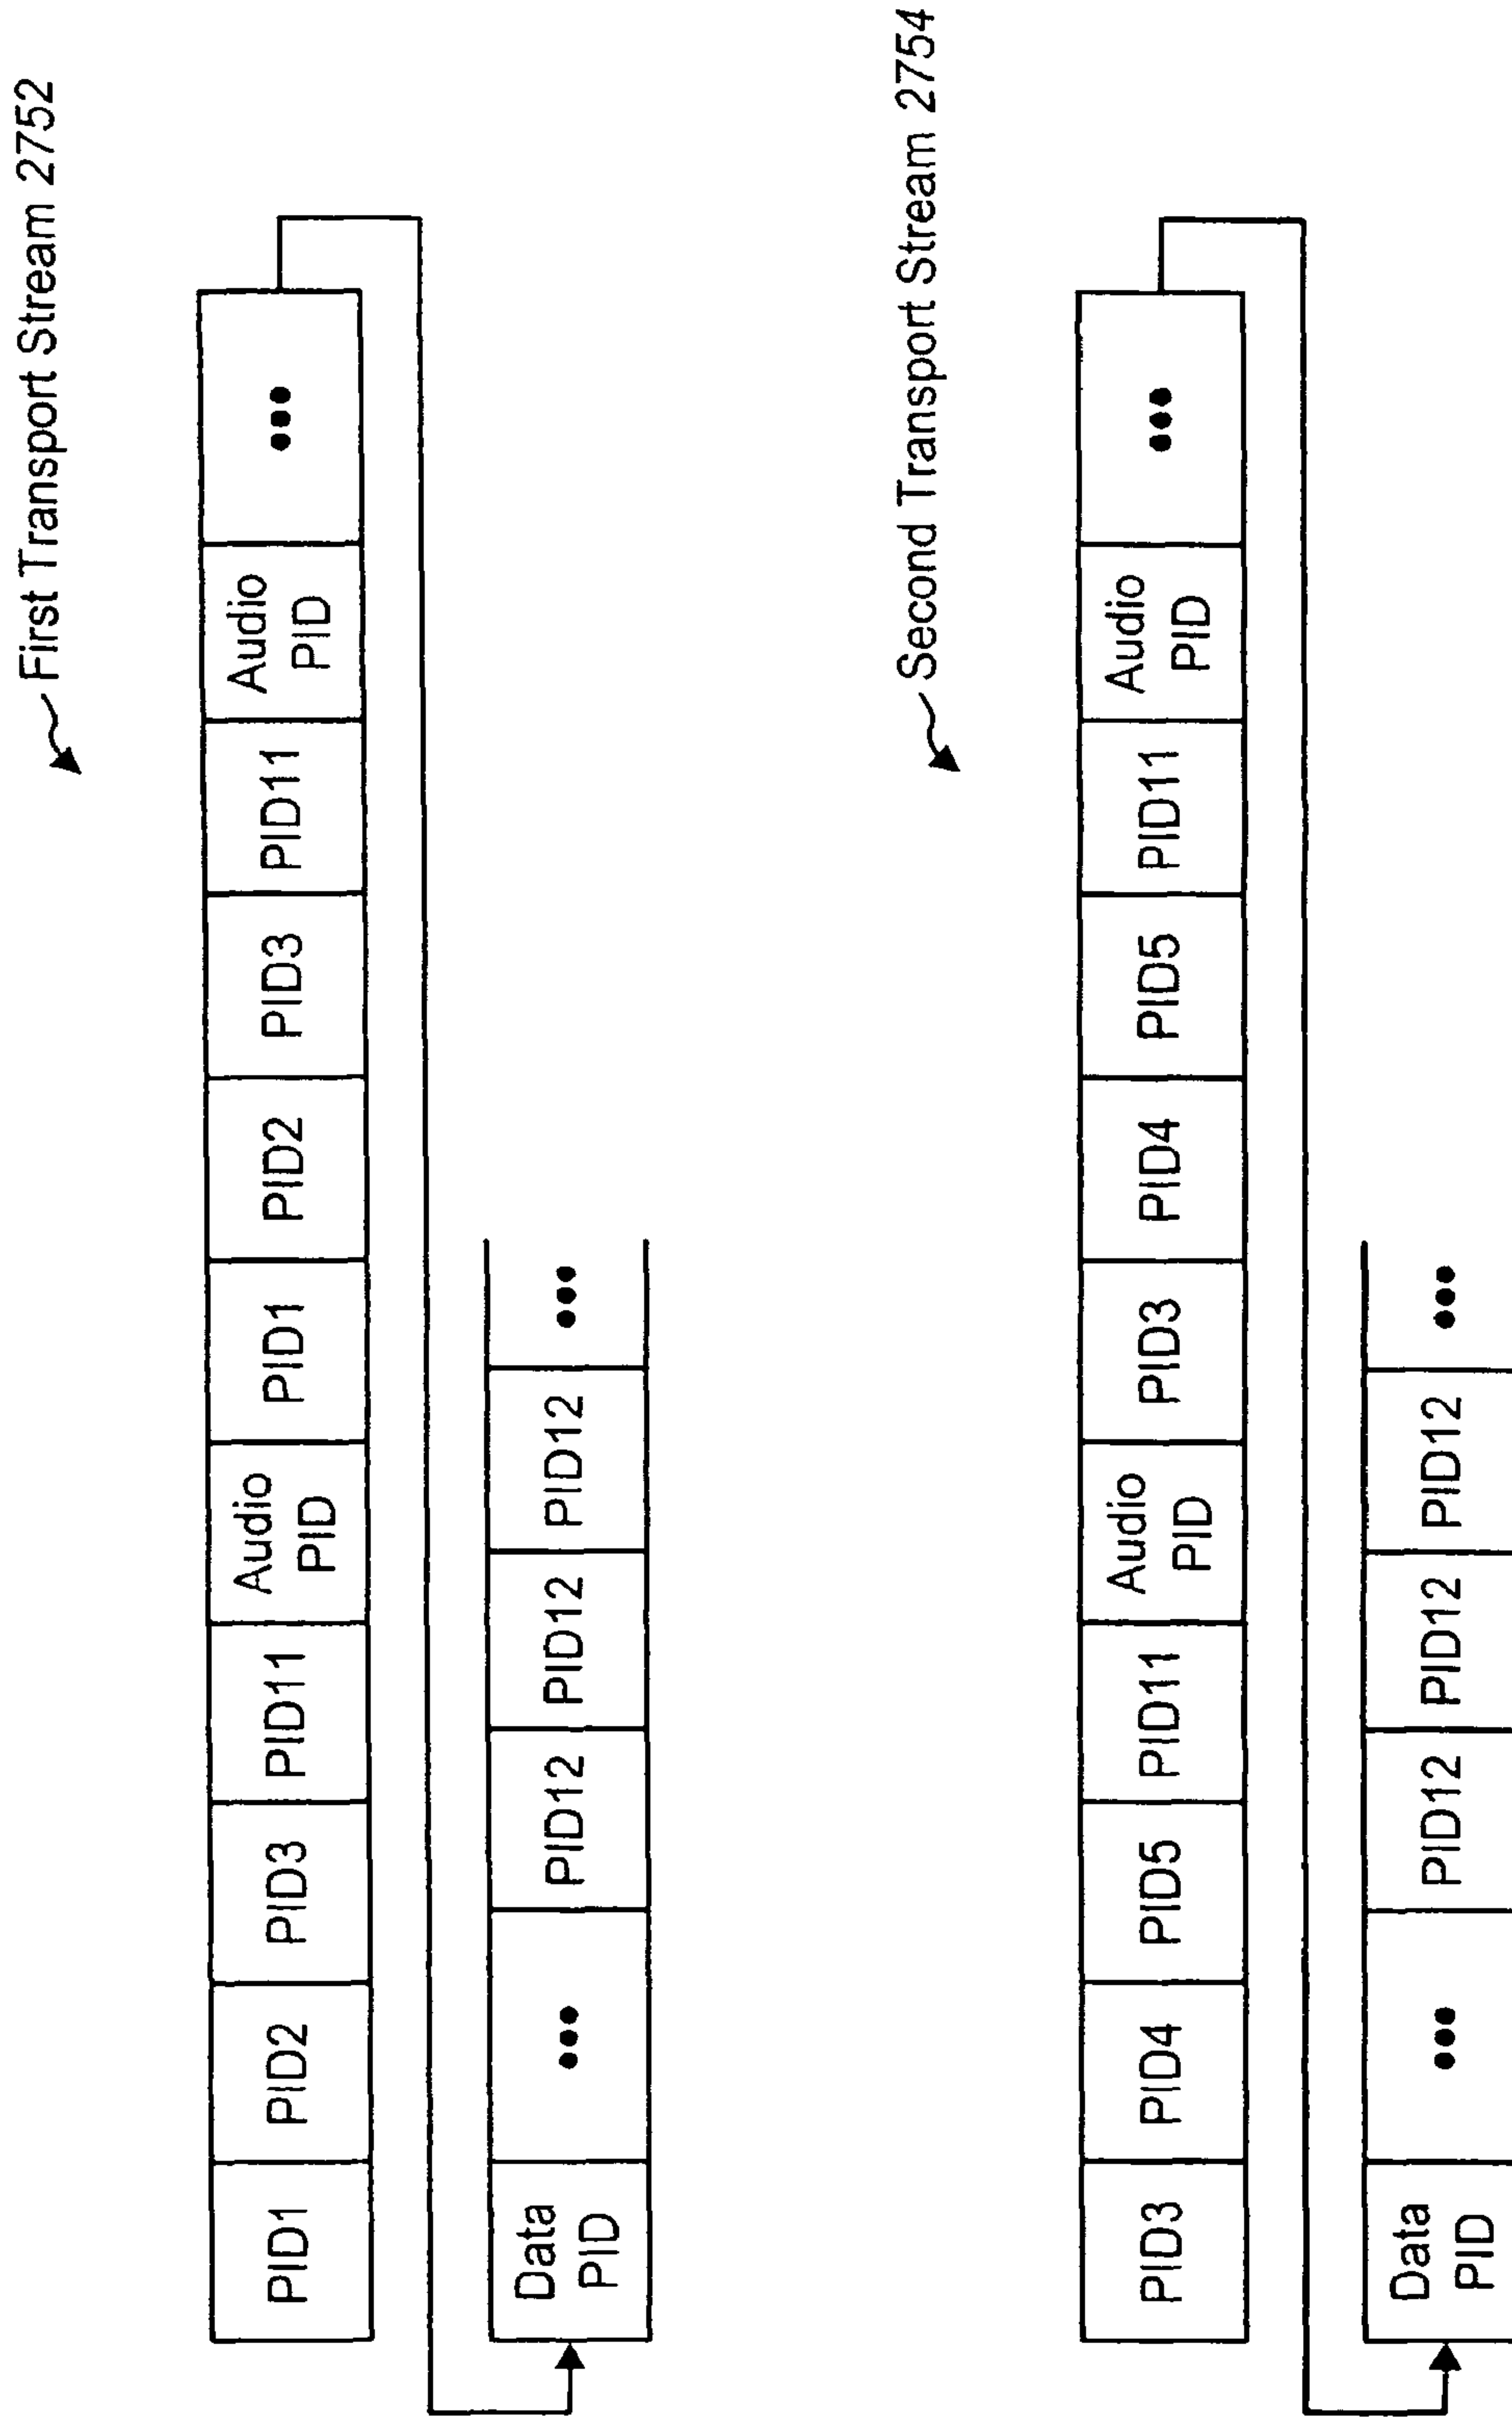 First Transport Stream 2752
PID1
PID2
PID3
PID11
Audio
PID
PID1
PID2
PID3
PID11
Audio
PID
•••
Data
PID
•••
PID12
PID12
PID12
•••
Second Transport Stream 2754
PID3
PID4
PID5
PID11
Audio
PID
PID3
PID4
PID5
PID11
Audio
PID
•••
Data
PID
•••
PID12
PID12
PID12
•••